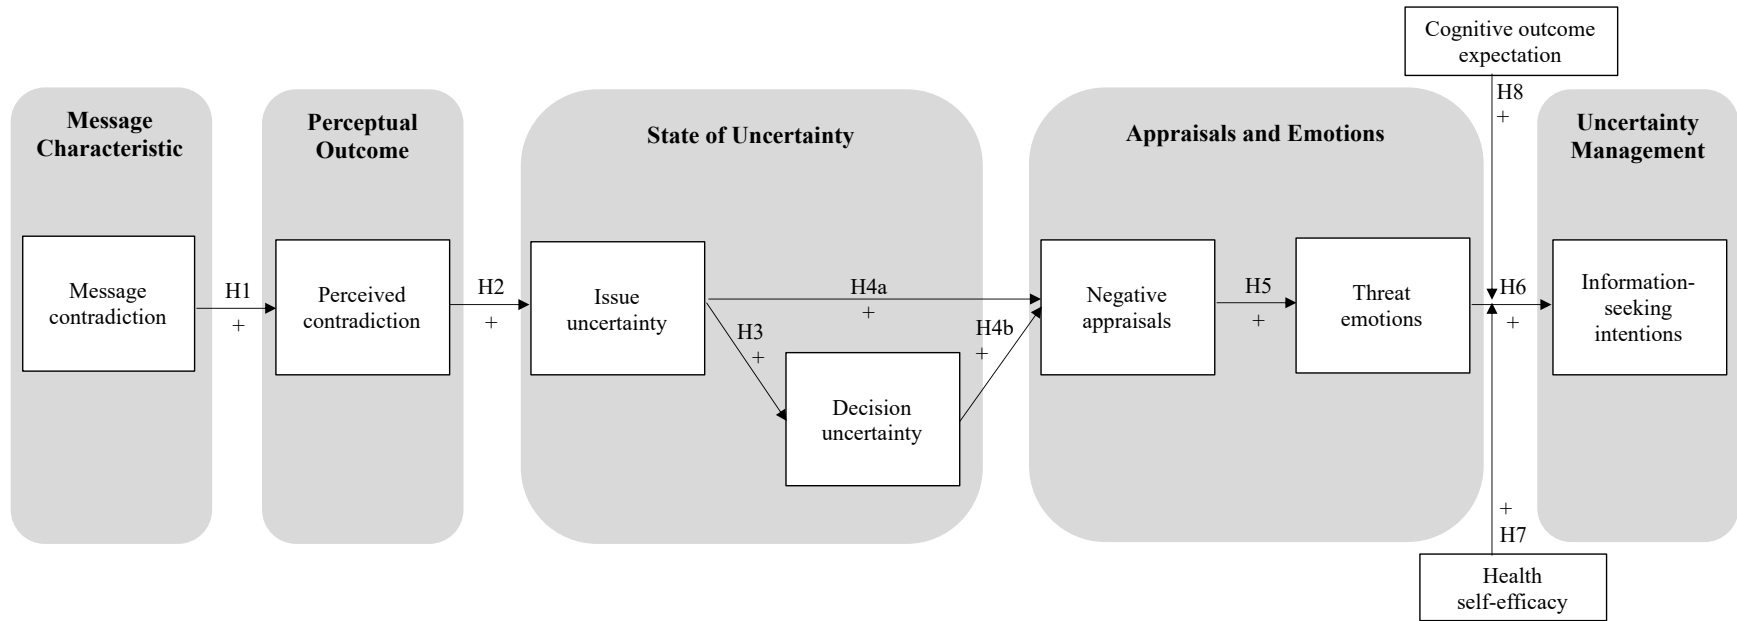 Cognitive outcome
expectation
H8
+
Message
Characteristic
Perceptual
Outcome
State of Uncertainty
Appraisals and Emotions
Uncertainty
Management
Message
contradiction
H1
+
Perceived
contradiction
H2
+
Issue
uncertainty
H4a
+
H3
+
Decision
uncertainty
H4b
+
Negative
appraisals
H5
+
Threat
emotions
H6
+
Information-
seeking
intentions
+
H7
Health
self-efficacy